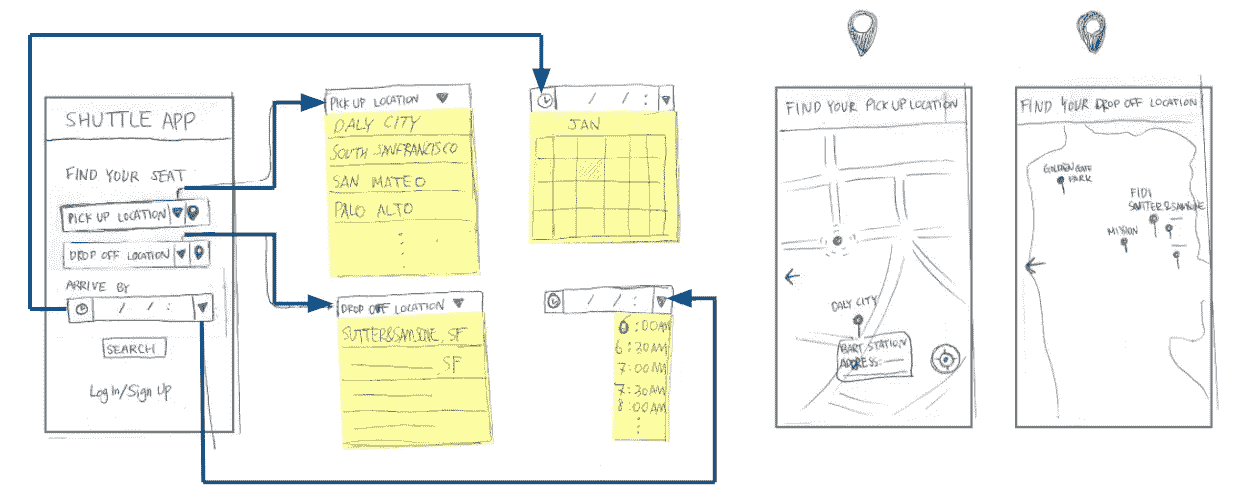 SHUTTLE APP
FIND YOUR SEAT
PICK UP LOCATION
DROP OFF LOCATION
ARRIVE BY
/ / :
SEARCH
Log In/Sign Up
PICK UP LOCATION
DALY CITY
SOUTH SANFRANCISCO
SAN MATEO
PALO ALTO
DROP OFF LOCATION
SUTTER&SANSOME, SF
SF
/ / :
JAN
/ / :
6:00AM
6:30AM
7:00AM
7:30AM
8:00AM
FIND YOUR PICK UP LOCATION
DALY CITY
BART STATION
ADDRESS:
FIND YOUR DROP OFF LOCATION
GOLDEN GATE
PARK
FIDI
SUTTER&SANSOME
MISSION